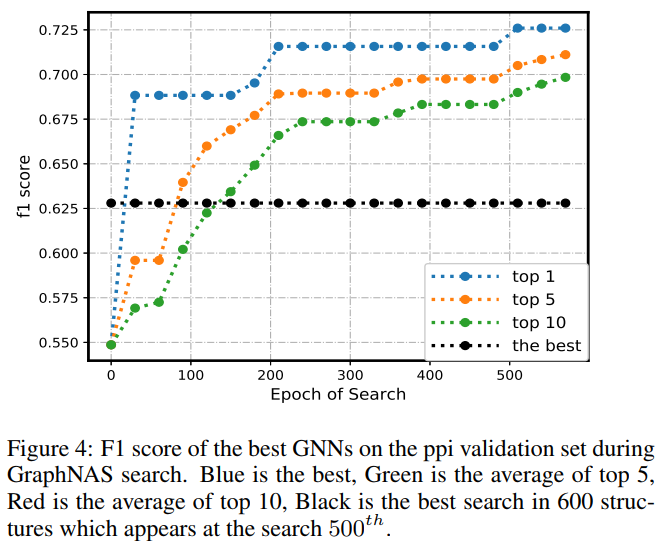 0.725
0.700
0.675
0.650
0.625
0.600
0.575
0.550
f1 score
0 100 200 300 400 500
Epoch of Search
top 1
top 5
top 10
the best
Figure 4: F1 score of the best GNNs on the ppi validation set during
GraphNAS search. Blue is the best, Green is the average of top 5,
Red is the average of top 10, Black is the best search in 600 struc-
tures which appears at the search 500th.